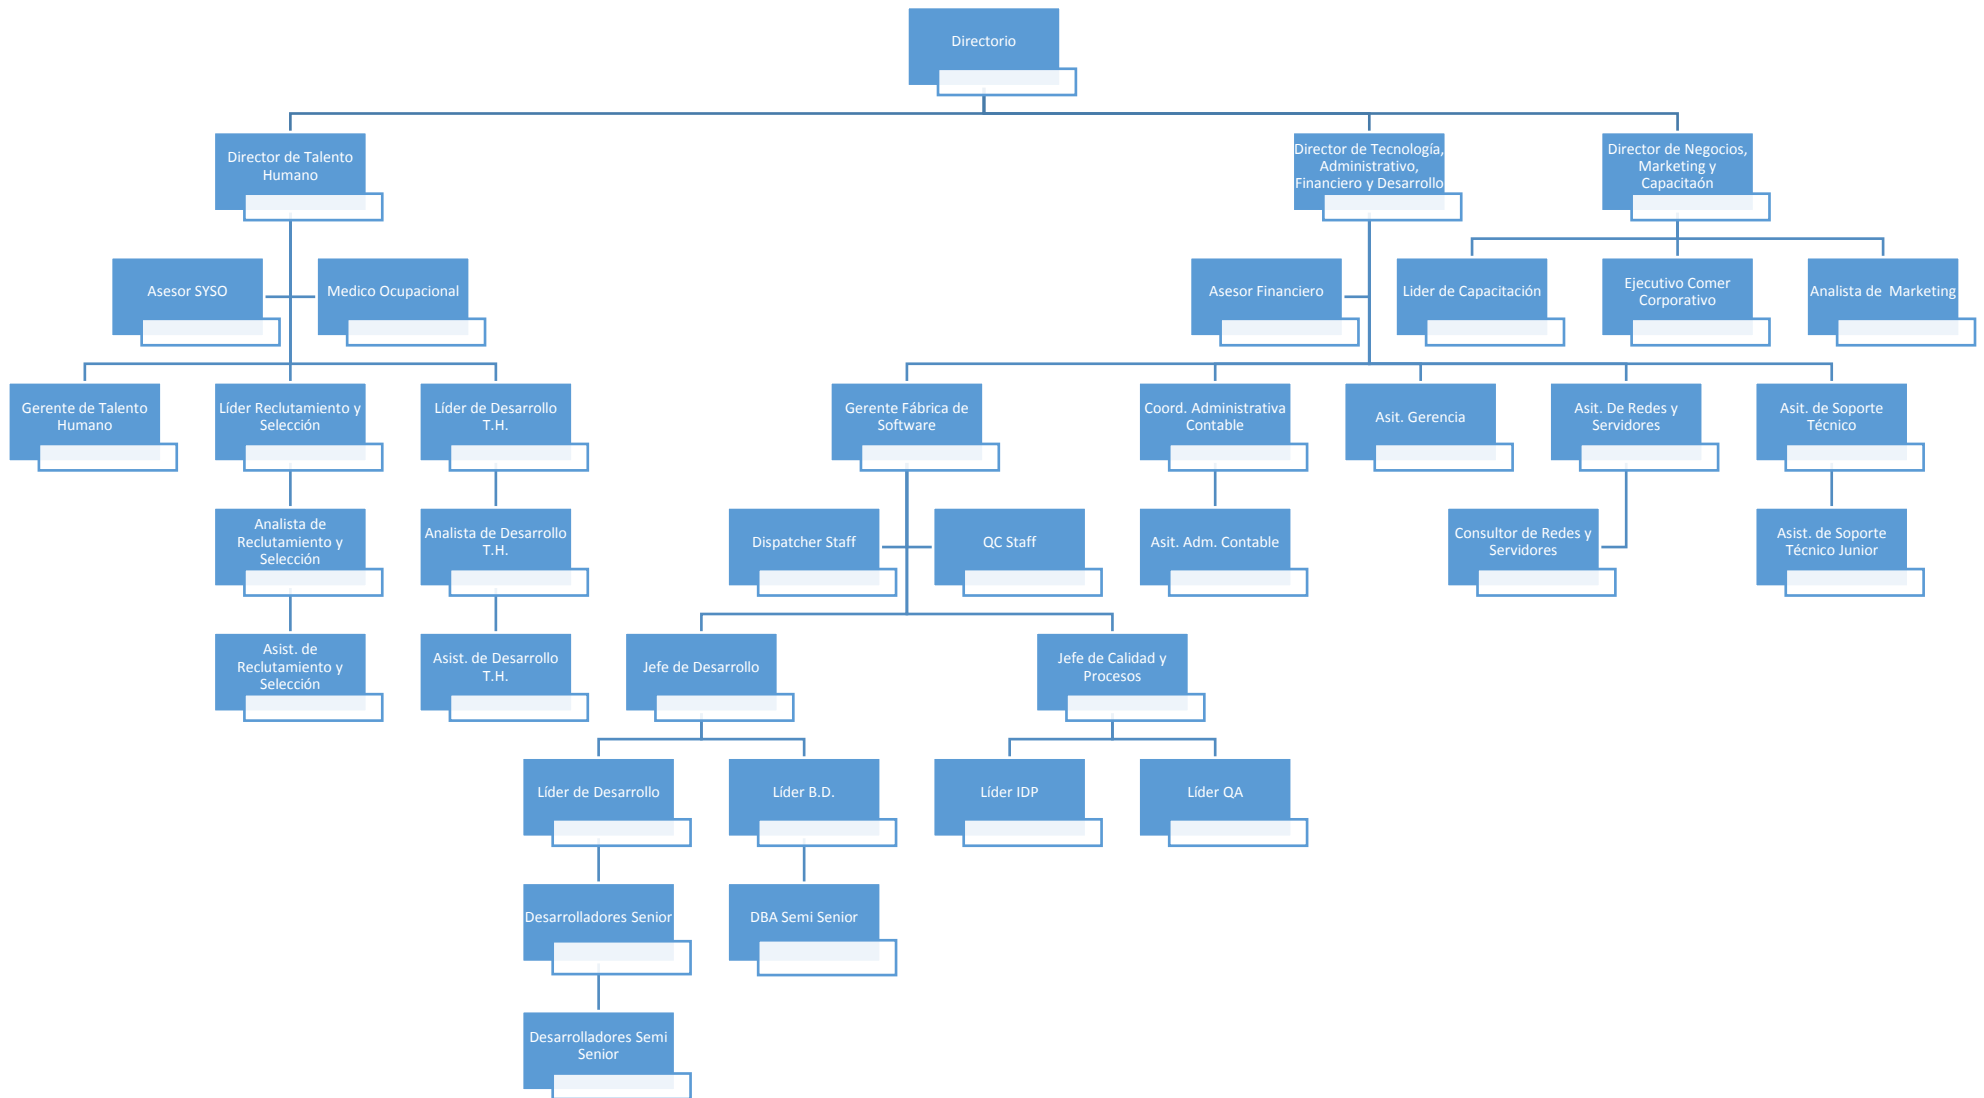 Directorio
Director de Talento
Humano
Director de Tecnología,
Administrativo,
Financiero y Desarrollo
Director de Negocios,
Marketing y
Capacitaón
Asesor SYSO
Medico Ocupacional
Asesor Financiero
Lider de Capacitación
Ejecutivo Comer
Corporativo
Analista de  Marketing
Gerente de Talento
Humano
Líder Reclutamiento y
Selección
Líder de Desarrollo
T.H.
Gerente Fábrica de
Software
Coord. Administrativa
Contable
Asit. Gerencia
Asit. De Redes y
Servidores
Asit. de Soporte
Técnico
Analista de
Reclutamiento y
Selección
Analista de Desarrollo
T.H.
Dispatcher Staff
QC Staff
Asit. Adm. Contable
Consultor de Redes y
Servidores
Asist. de Soporte
Técnico Junior
Asist. de
Reclutamiento y
Selección
Asist. de Desarrollo
T.H.
Jefe de Desarrollo
Jefe de Calidad y
Procesos
Líder de Desarrollo
Líder B.D.
Líder IDP
Líder QA
Desarrolladores Senior
DBA Semi Senior
Desarrolladores Semi
Senior